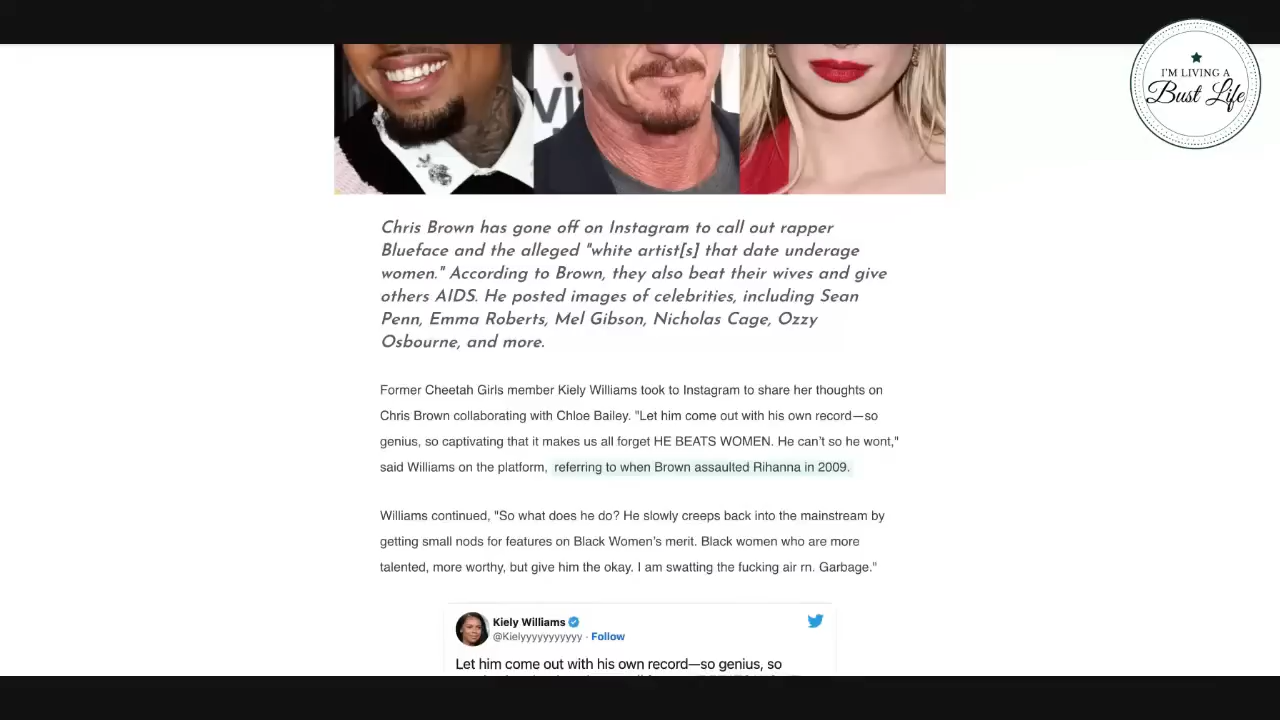 I'M LIVING A
Bust Life
vi
Chris Brown has gone off on Instagram to call out rapper
Blueface and the alleged "white artist[s] that date underage
women." According to Brown, they also beat their wives and give
others AIDS. He posted images of celebrities, including Sean
Penn, Emma Roberts, Mel Gibson, Nicholas Cage, Ozzy
Osbourne, and more.
Former Cheetah Girls member Kiely Williams took to Instagram to share her thoughts on
Chris Brown collaborating with Chloe Bailey. "Let him come out with his own record—so
genius, so captivating that it makes us all forget HE BEATS WOMEN. He can't so he wont,"
said Williams on the platform, referring to when Brown assaulted Rihanna in 2009.
Williams continued, "So what does he do? He slowly creeps back into the mainstream by
getting small nods for features on Black Women's merit. Black women who are more
talented, more worthy, but give him the okay. I am swatting the fucking air rn. Garbage."
Kiely Williams
@Kielyyyyyyyyyyy · Follow
Let him come out with his own record—so genius, so